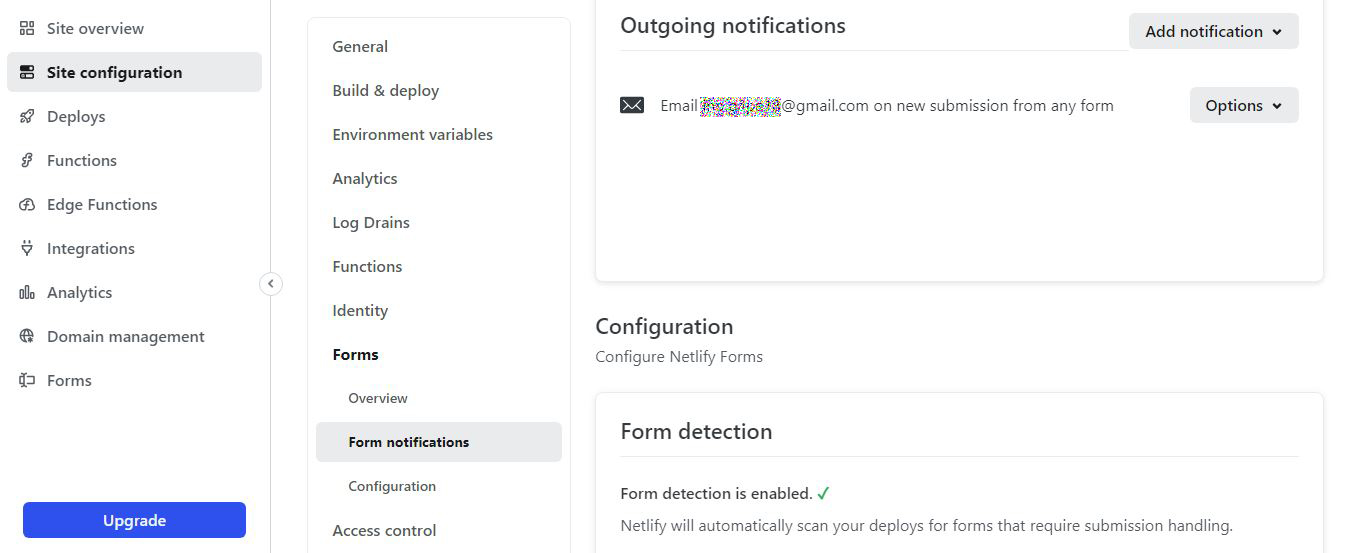 Site overview
Site configuration
Deploys
Functions
Edge Functions
Integrations
Analytics
Domain management
Forms
Upgrade
General
Build & deploy
Environment variables
Analytics
Log Drains
Functions
Identity
Forms
Overview
Form notifications
Configuration
Access control
Outgoing notifications
Add notification
Email @gmail.com on new submission from any form
Options
Configuration
Configure Netlify Forms
Form detection
Form detection is enabled. ✓
Netlify will automatically scan your deploys for forms that require submission handling.